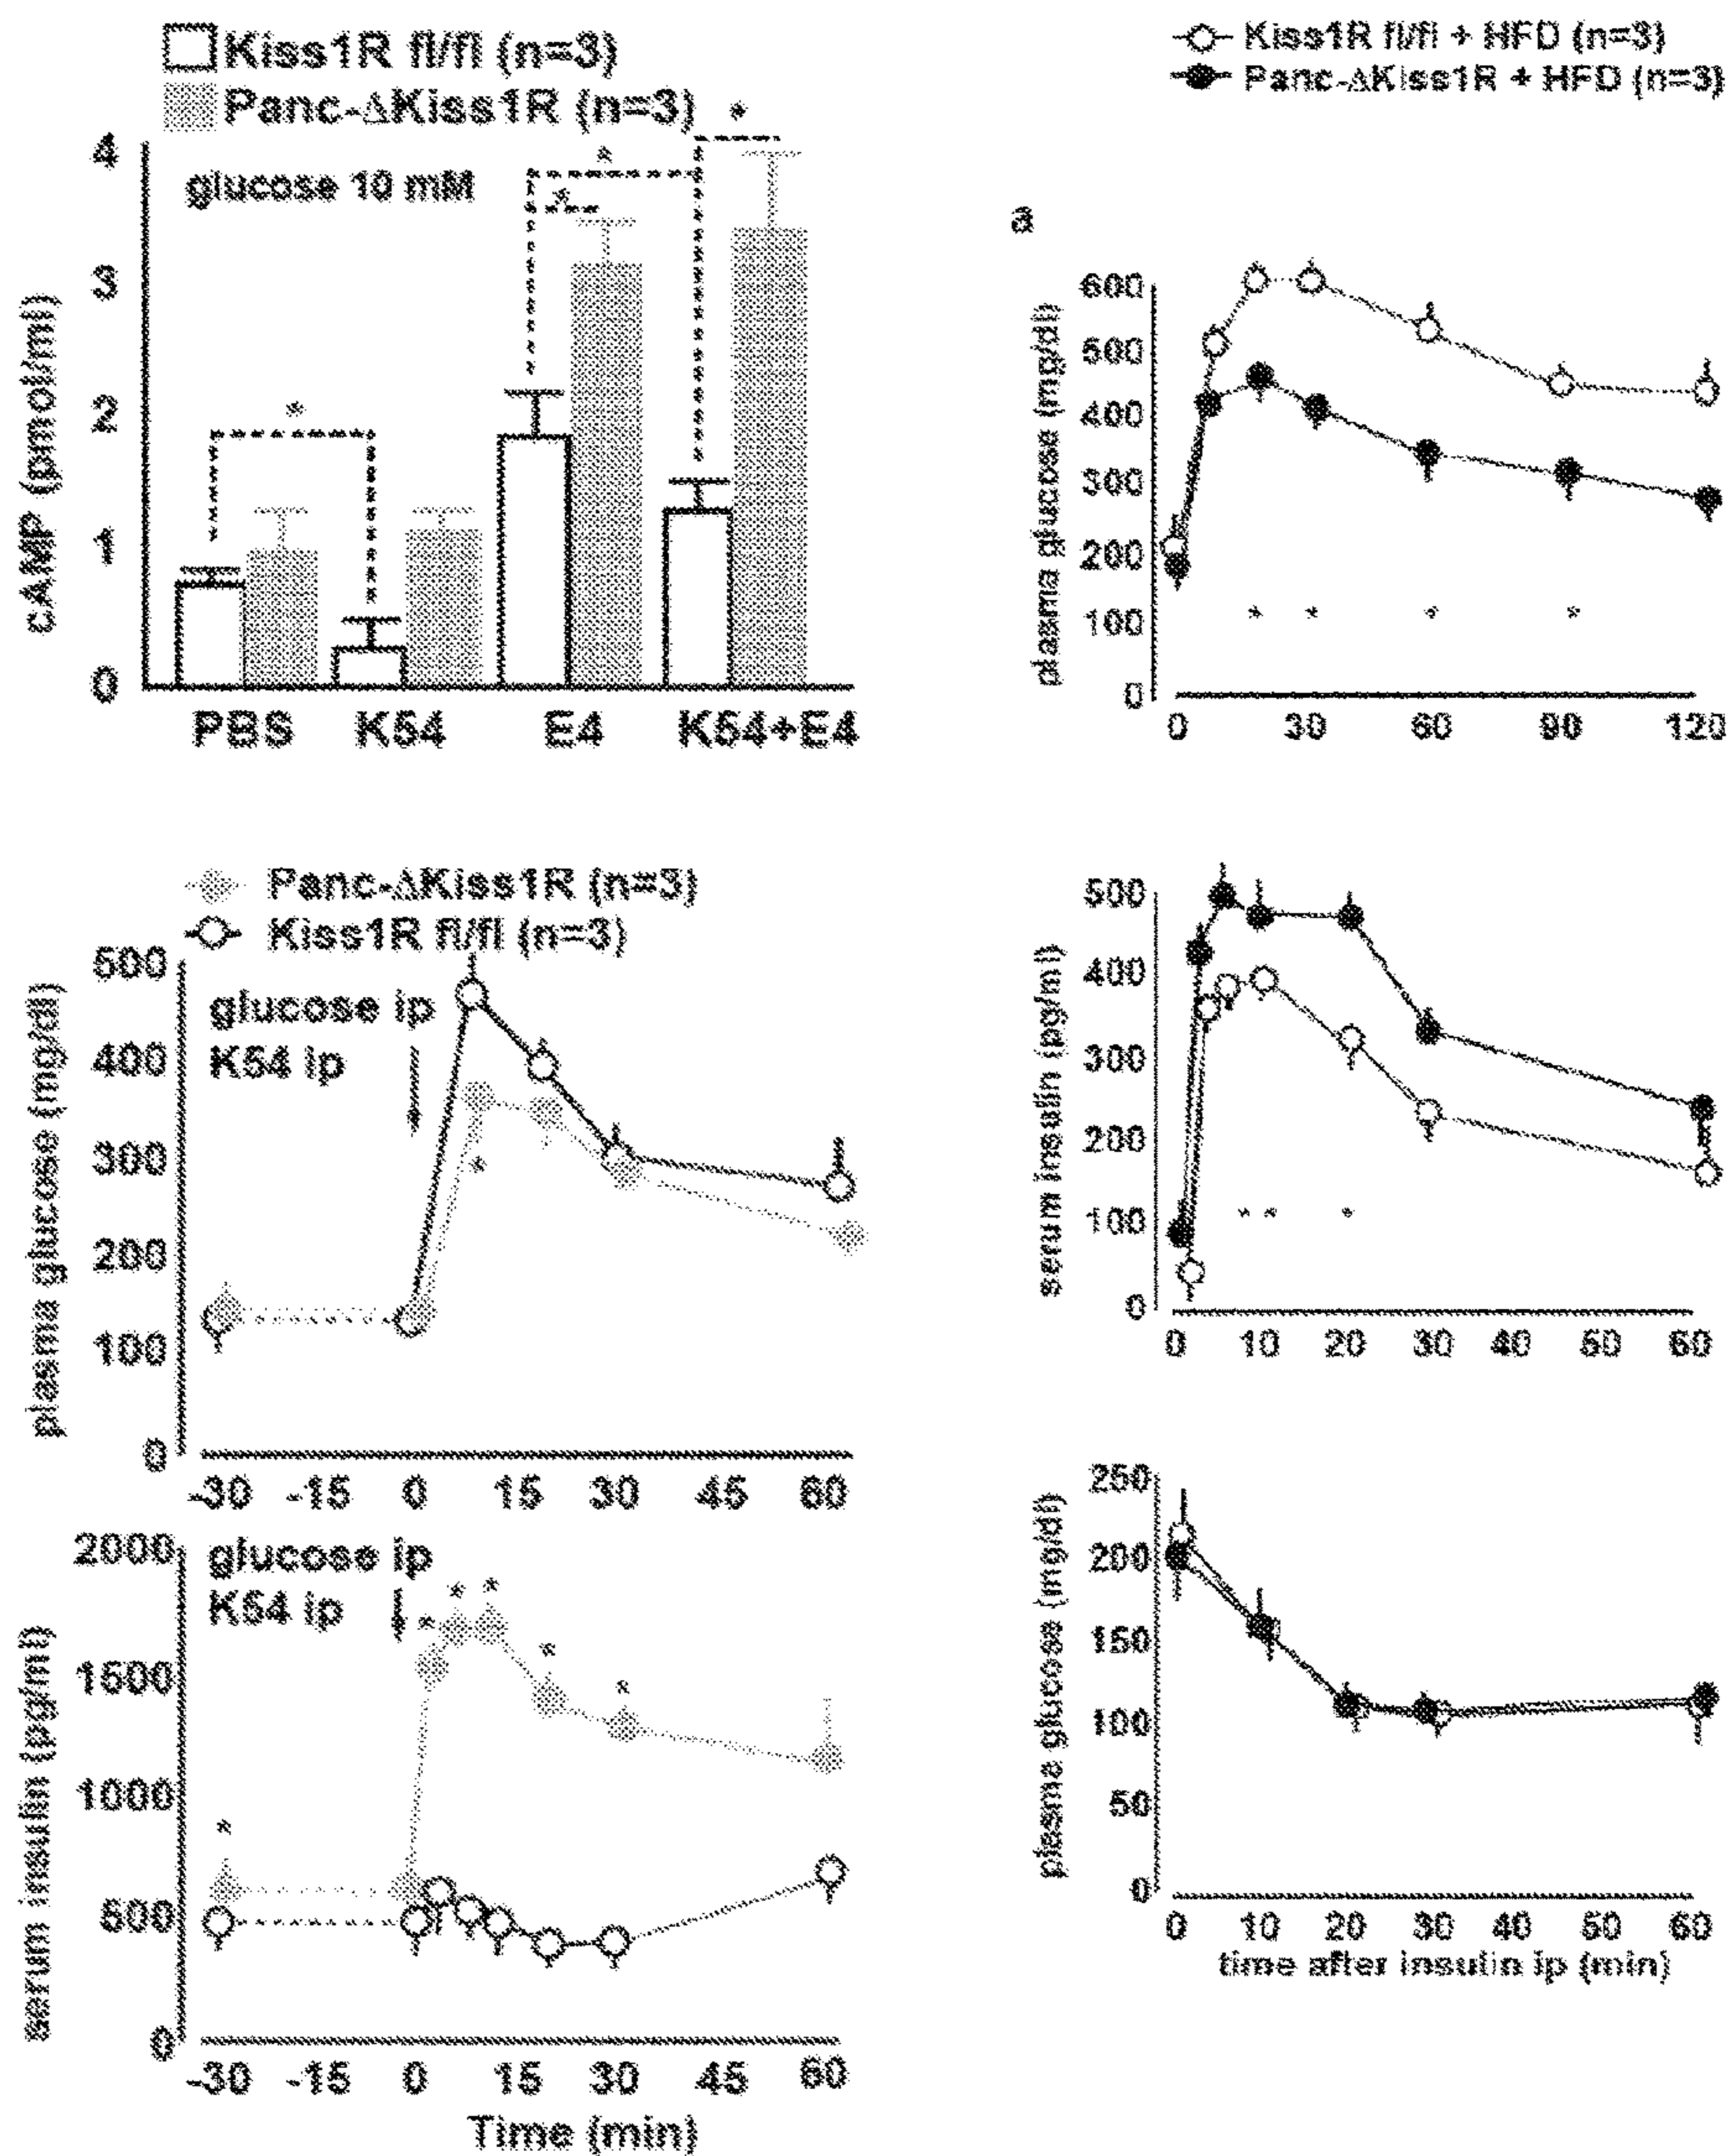 Kiss1R fl/fl (n=3)
Panc-ΔKiss1R (n=3)
*
4
3
2
1
0
cAMP (pmol/ml)
glucose 10 mM
*
*
*
PBS K54 E4 K54+E4
Panc-ΔKiss1R (n=3)
Kiss1R fl/fl (n=3)
500
400
300
200
100
0
plasma glucose (mg/dl)
glucose ip
K54 ip
*
-30 -15 0 15 30 45 60
2000
1500
1000
500
0
serum insulin (pg/ml)
glucose ip
K54 ip
* * * * *
*
-30 -15 0 15 30 45 60
Time (min)
Kiss1R fl/fl + HFD (n=3)
Panc-ΔKiss1R + HFD (n=3)
a
600
500
400
300
200
100
0
plasma glucose (mg/dl)
* * * *
0 30 60 90 120
500
400
300
200
100
0
serum insulin (pg/ml)
* * *
0 10 20 30 40 50 60
250
200
150
100
50
0
plasma glucose (mg/dl)
0 10 20 30 40 50 60
time after insulin ip (min)